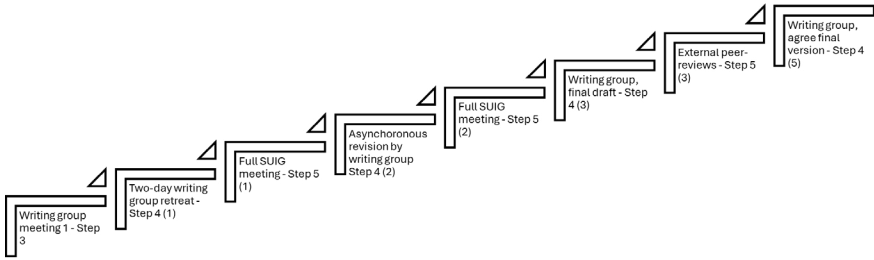 Writing group
meeting 1 - Step
3
Two-day writing
group retreat -
Step 4 (1)
Full SUIG
meeting - Step 5
(1)
Asynchoronous
revision by
writing group
Step 4 (2)
Full SUIG
meeting - Step 5
(2)
Writing group,
final draft - Step
4 (3)
External peer-
reviews - Step 5
(3)
Writing group,
agree final
version - Step 4
(5)